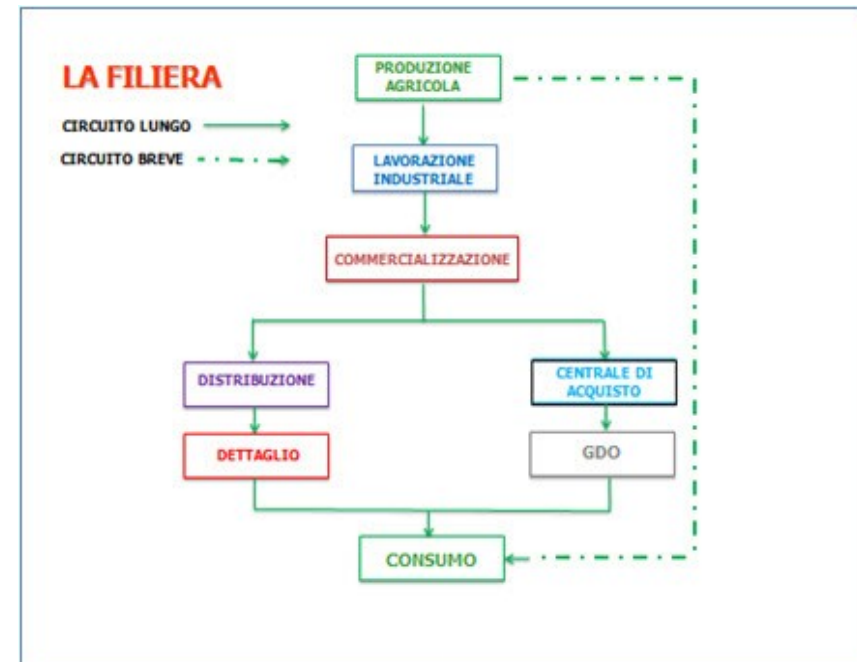 LA FILIERA
CIRCUITO LUNGO
CIRCUITO BREVE
PRODUZIONE
AGRICOLA
LAVORAZIONE
INDUSTRIALE
COMMERCIALIZZAZIONE
DISTRIBUZIONE
CENTRALE DI
ACQUISTO
DETTAGLIO
GDO
CONSUMO